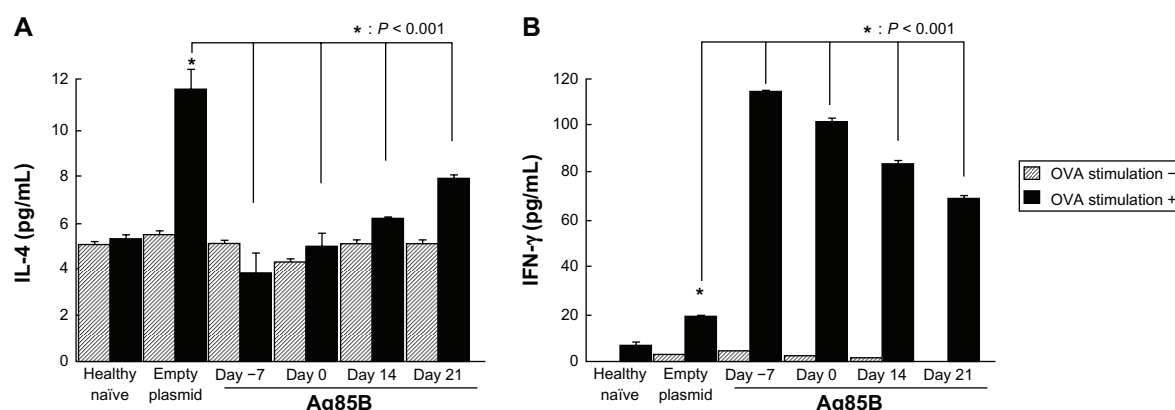 A
* : P < 0.001
*
12
10
8
6
4
2
0
IL-4 (pg/mL)
Healthy naïve
Empty plasmid
Day −7
Day 0
Day 14
Day 21
Ag85B
B
* : P < 0.001
*
120
100
80
60
40
20
0
IFN-γ (pg/mL)
Healthy naïve
Empty plasmid
Day −7
Day 0
Day 14
Day 21
Ag85B
OVA stimulation −
OVA stimulation +